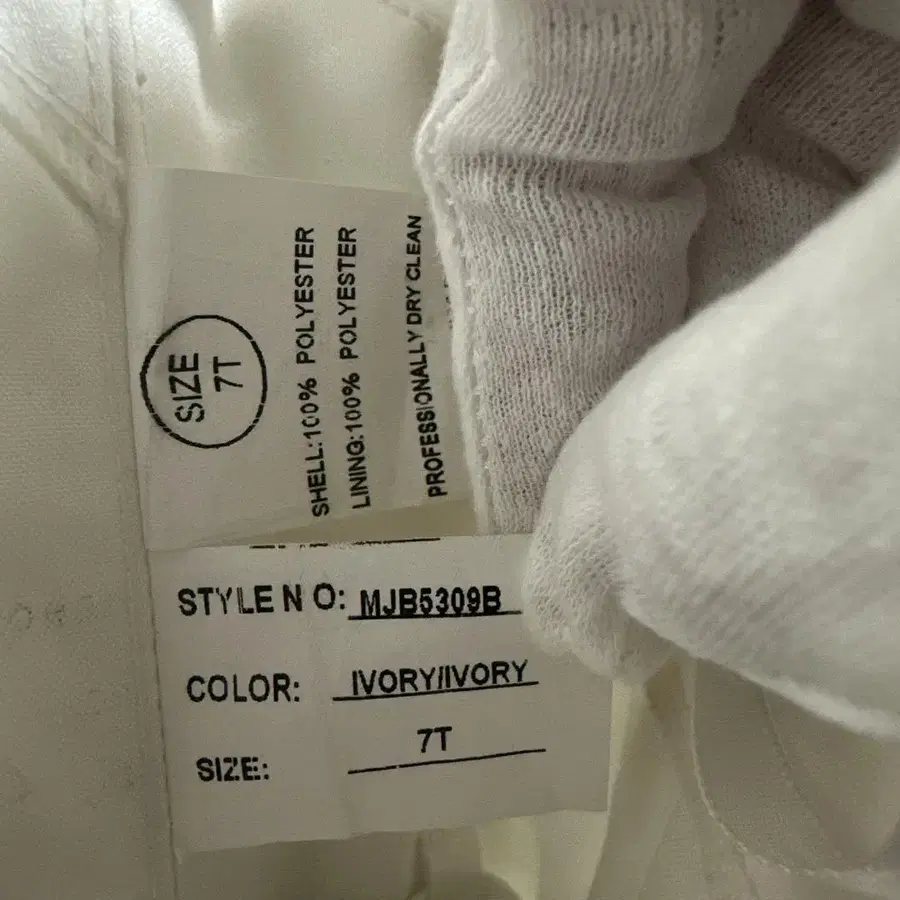 SIZE
7T
SHELL:100% POLYESTER
LINING:100% POLYESTER
PROFESSIONALLY DRY CLEAN
STYLE N O: MJB5309B
COLOR: IVORY/IVORY
SIZE: 7T